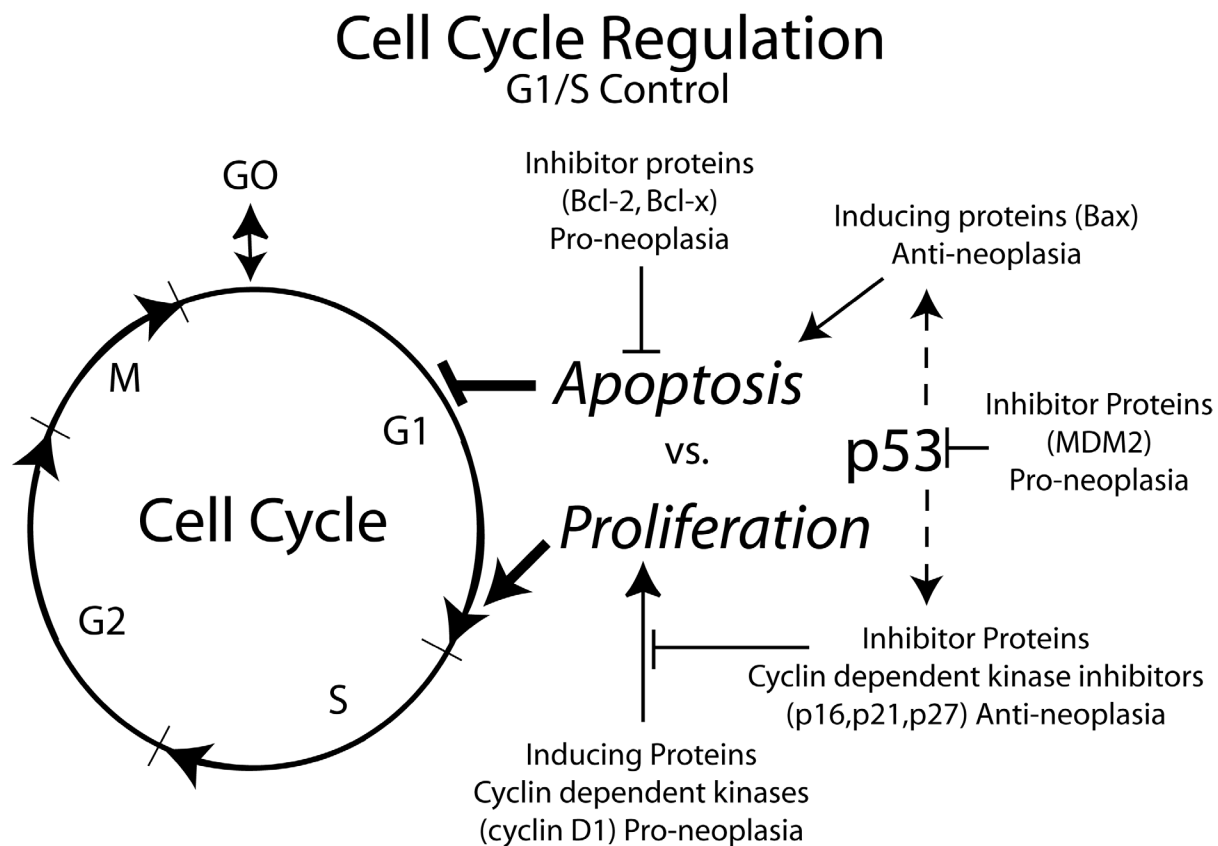 Cell Cycle Regulation
G1/S Control
GO
M
G1
Cell Cycle
G2
S
Inhibitor proteins
(Bcl-2, Bcl-x)
Pro-neoplasia
Inducing proteins (Bax)
Anti-neoplasia
Apoptosis
vs.
Proliferation
p53
Inhibitor Proteins
(MDM2)
Pro-neoplasia
Inhibitor Proteins
Cyclin dependent kinase inhibitors
(p16,p21,p27) Anti-neoplasia
Inducing Proteins
Cyclin dependent kinases
(cyclin D1) Pro-neoplasia